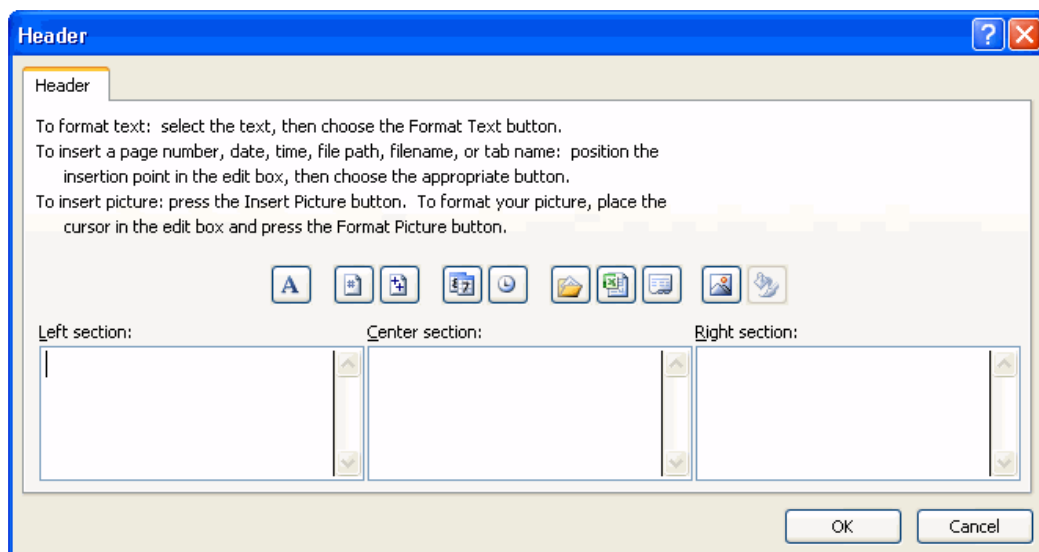 Header
Header
To format text: select the text, then choose the Format Text button.
To insert a page number, date, time, file path, filename, or tab name: position the
insertion point in the edit box, then choose the appropriate button.
To insert picture: press the Insert Picture button. To format your picture, place the
cursor in the edit box and press the Format Picture button.
A
Left section: Center section: Right section:
OK Cancel